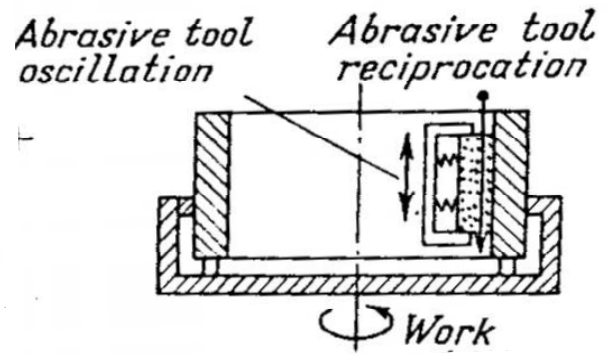 Abrasive tool
oscillation
Abrasive tool
reciprocation
Work